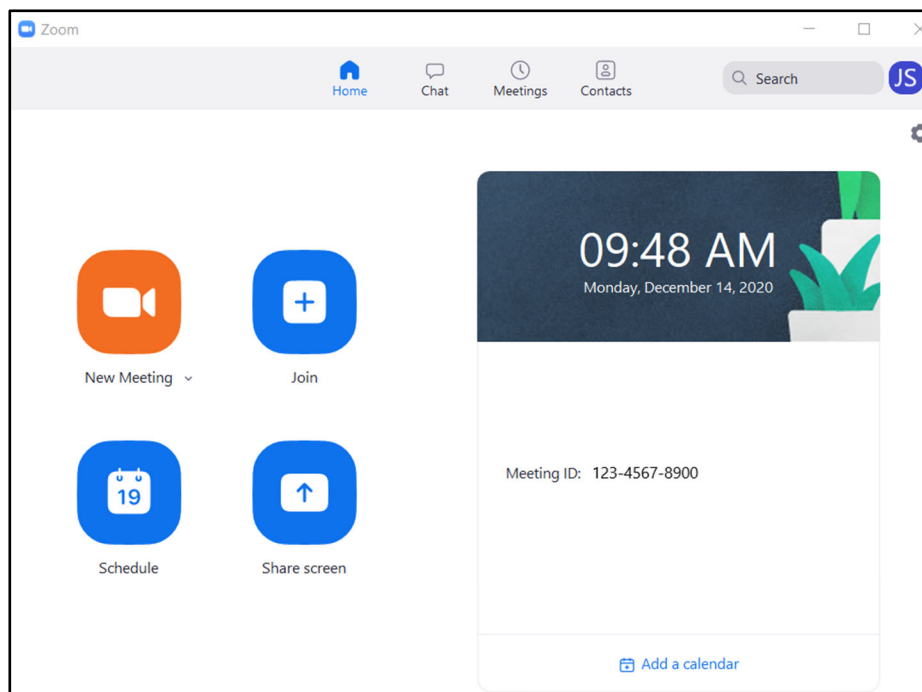 Zoom
Home
Chat
Meetings
Contacts
Search
JS
09:48 AM
Monday, December 14, 2020
New Meeting
Join
Meeting ID: 123-4567-8900
19
Schedule
Share screen
Add a calendar